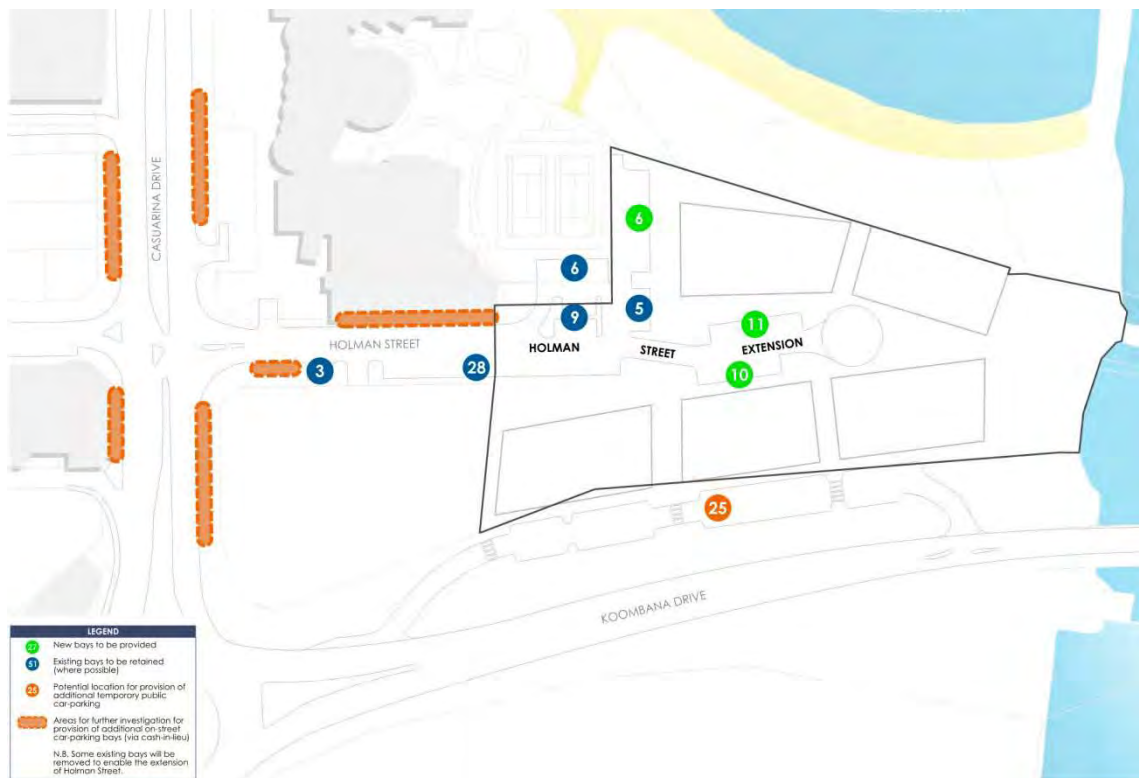 CASUARINA DRIVE
6
6
9
5
11
HOLMAN STREET
HOLMAN
STREET
EXTENSION
3
28
10
25
KOOMBANA DRIVE
LEGEND
27 New bays to be provided
51 Existing bays to be retained
(where possible)
25 Potential location for provision of
additional temporary public
car-parking
Areas for further investigation for
provision of additional on-street
car-parking bays (via cash-in-lieu)
N.B. Some existing bays will be
removed to enable the extension
of Holman Street.